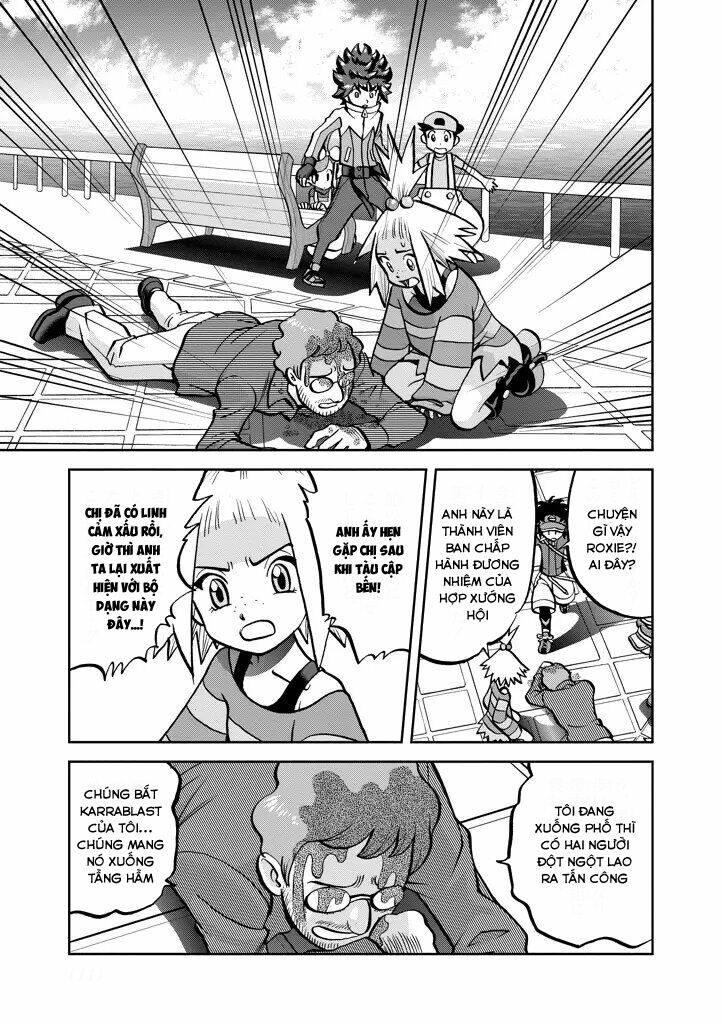 CHUYỆN
GÌ VẬY
ROXIE?!
AI ĐÂY?
ANH NÀY LÀ
THÀNH VIÊN
BAN CHẤP
HÀNH ĐƯƠNG
NHIỆM CỦA
HỢP XƯỚNG
HỘI
ANH ẤY HẸN
GẶP CHỊ SAU
KHI TÀU CẬP
BẾN!
CHỊ ĐÃ CÓ LINH
CẢM XẤU RỒI,
GIỜ THÌ ANH
TA LẠI XUẤT
HIỆN VỚI BỘ
DẠNG NÀY
ĐÂY...!
TÔI ĐANG
XUỐNG PHỐ THÌ
CÓ HAI NGƯỜI
ĐỘT NGỘT LAO
RA TẤN CÔNG
CHÚNG BẮT
KARRABLAST
CỦA TÔI...
CHÚNG MANG
NÓ XUỐNG
TẦNG HẦM